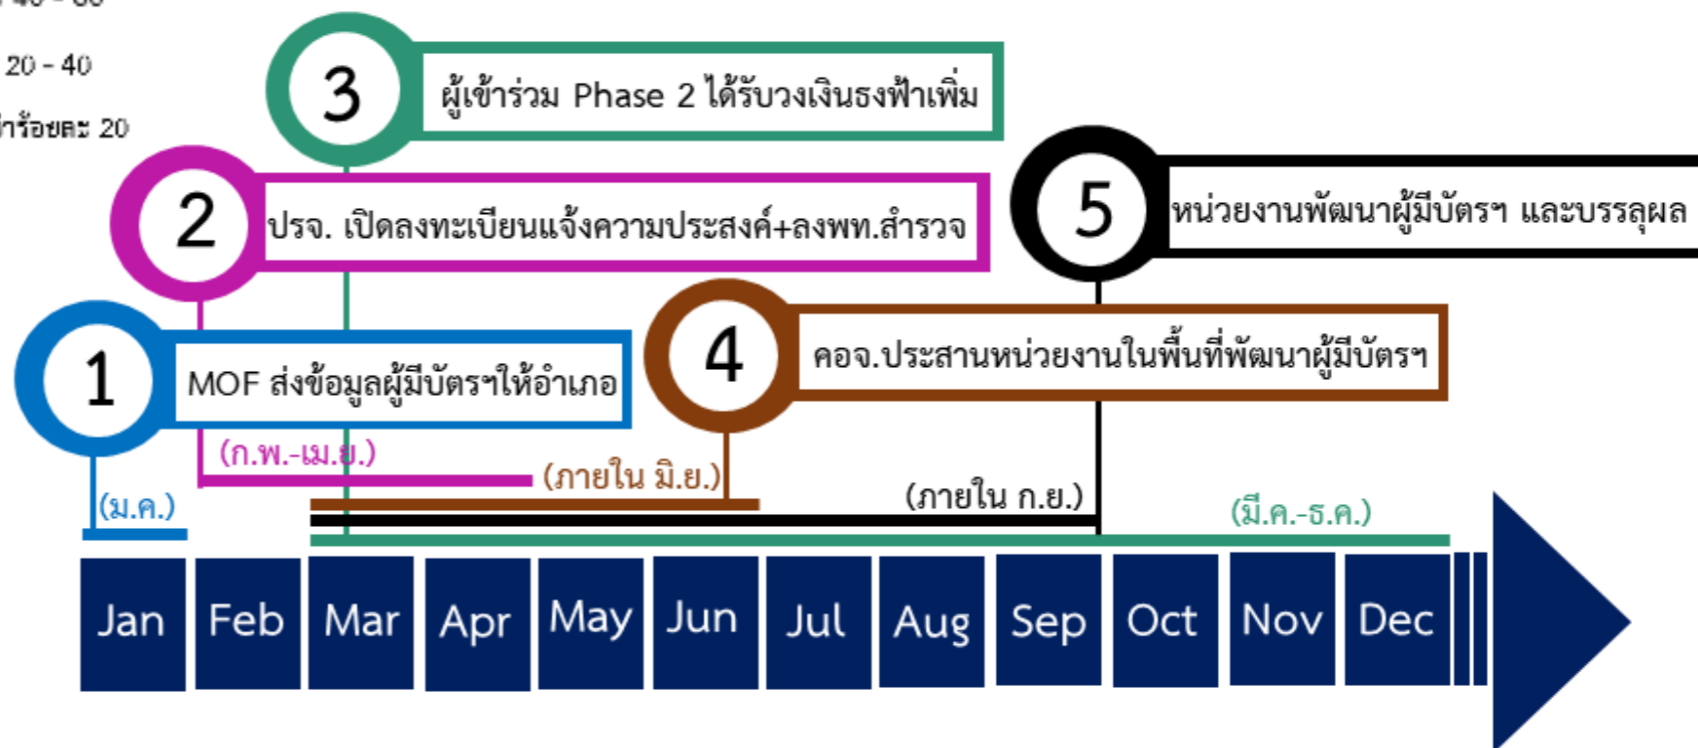 20 - 40
ร้อยละ 20
3
ผู้เข้าร่วม Phase 2 ได้รับวงเงินธงฟ้าเพิ่ม
2
ปรจ. เปิดลงทะเบียนแจ้งความประสงค์+ลงพท.สำรวจ
5
หน่วยงานพัฒนาผู้มีบัตรฯ และบรรลุผล
1
MOF ส่งข้อมูลผู้มีบัตรฯให้อำเภอ
4
คอจ.ประสานหน่วยงานในพื้นที่พัฒนาผู้มีบัตรฯ
(ก.พ.-เม.ย.)
(ภายใน มิ.ย.)
(ม.ค.)
(ภายใน ก.ย.)
(มี.ค.-ธ.ค.)
Jan Feb Mar Apr May Jun Jul Aug Sep Oct Nov Dec